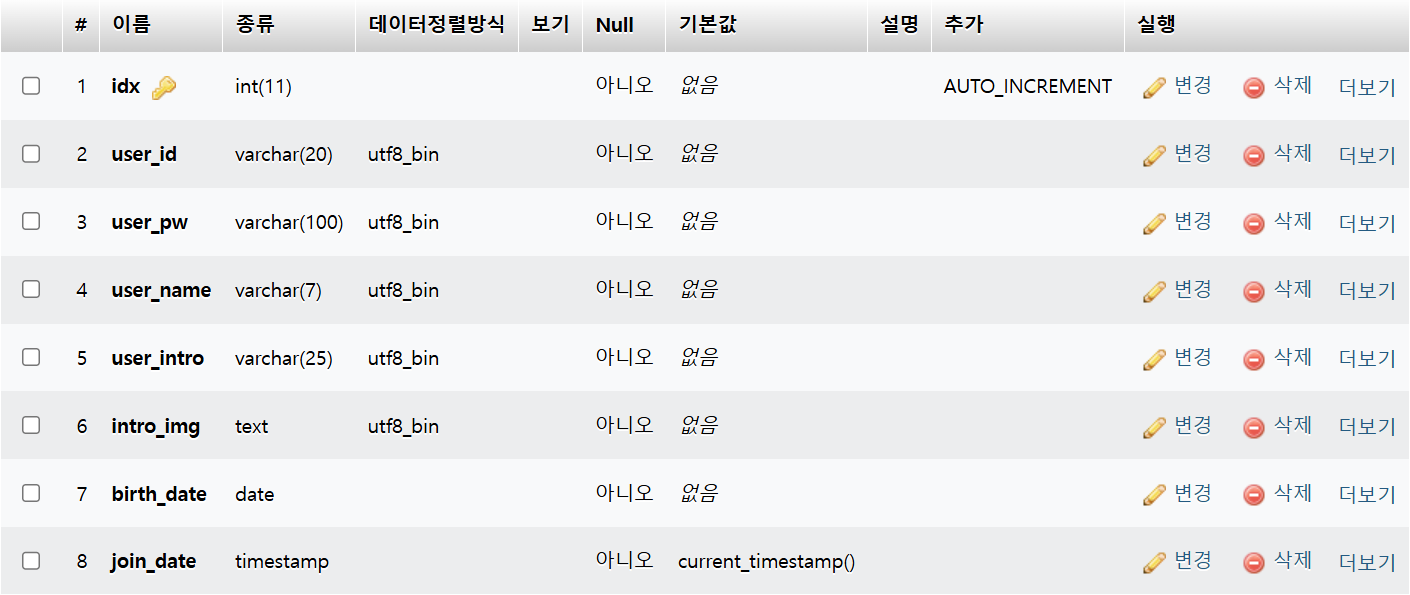 # 이름 종류 데이터정렬방식 보기 Null 기본값 설명 추가 실행
1 idx int(11) 아니오 없음 AUTO_INCREMENT 변경 삭제 더보기
2 user_id varchar(20) utf8_bin 아니오 없음 변경 삭제 더보기
3 user_pw varchar(100) utf8_bin 아니오 없음 변경 삭제 더보기
4 user_name varchar(7) utf8_bin 아니오 없음 변경 삭제 더보기
5 user_intro varchar(25) utf8_bin 아니오 없음 변경 삭제 더보기
6 intro_img text utf8_bin 아니오 없음 변경 삭제 더보기
7 birth_date date 아니오 없음 변경 삭제 더보기
8 join_date timestamp 아니오 current_timestamp() 변경 삭제 더보기